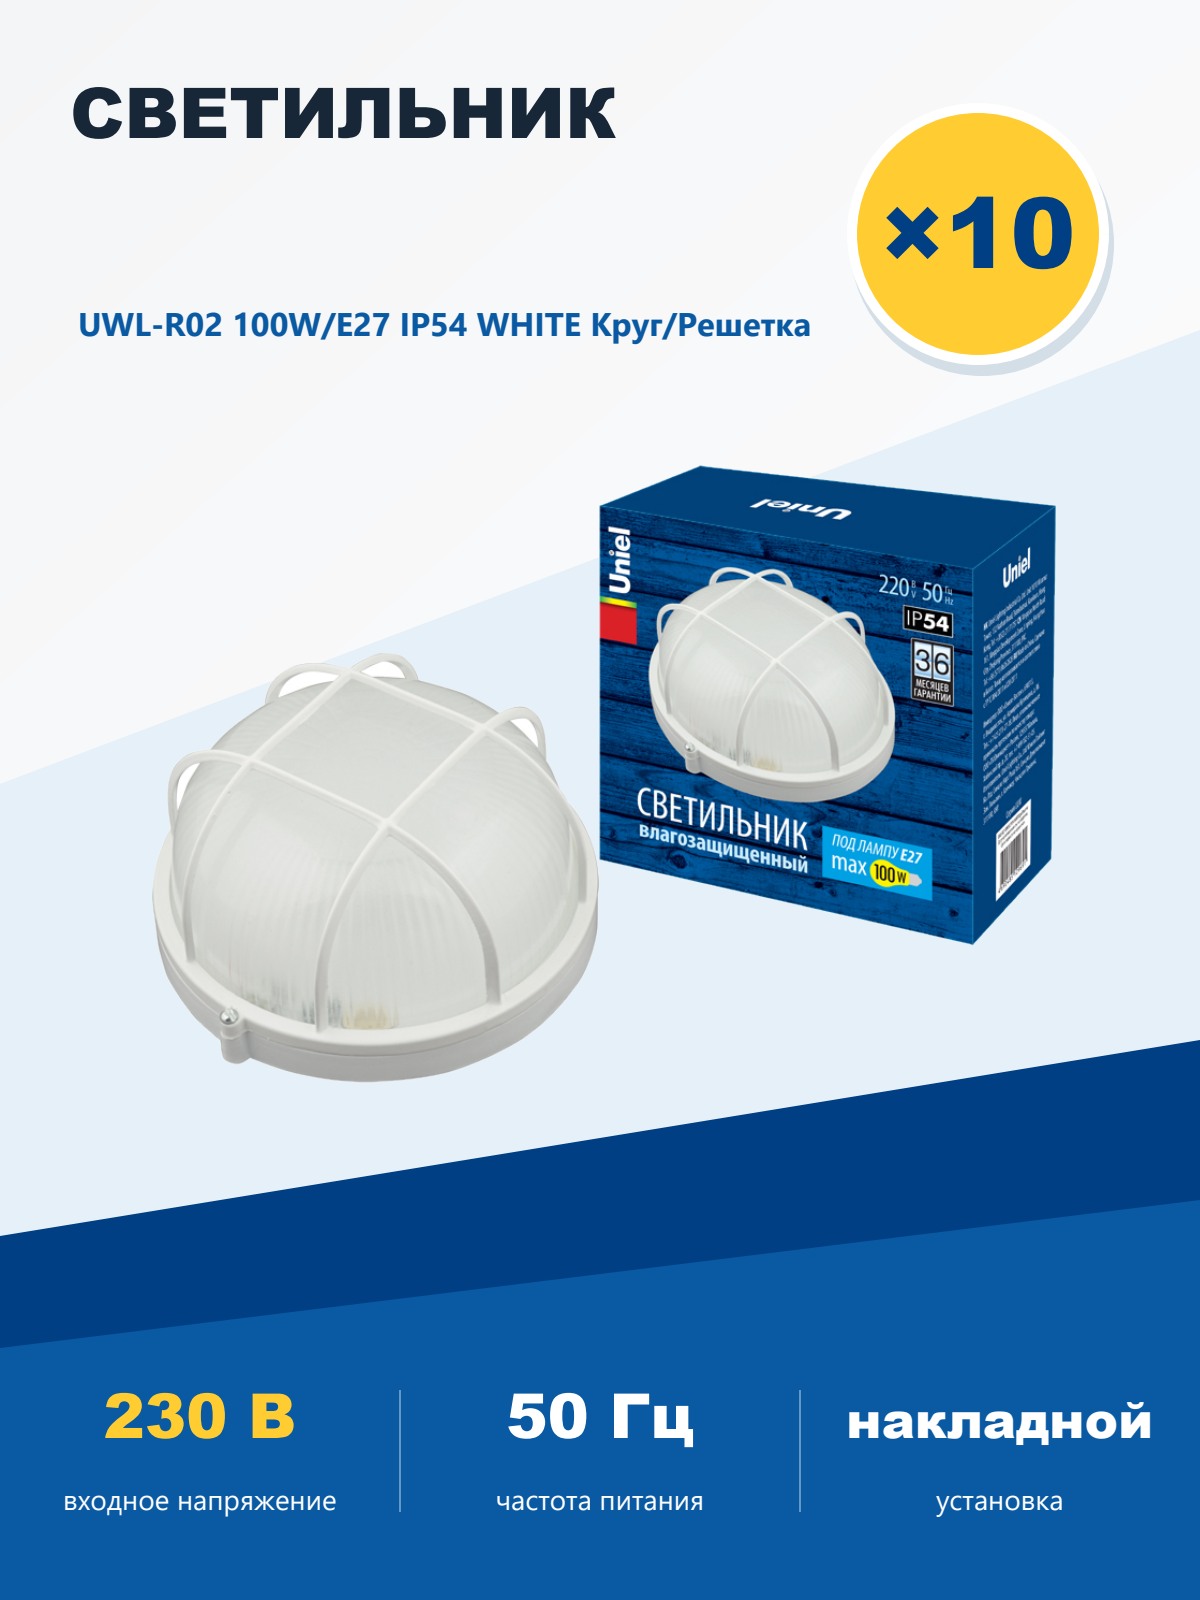 СВЕТИЛЬНИК
×10
UWL-R02 100W/E27 IP54 WHITE Круг/Решетка
Uniel
Uniel
Uniel
220 В V 50 Гц Hz
IP54
36
МЕСЯЦЕВ
ГАРАНТИИ
СВЕТИЛЬНИК
влагозащищенный
ПОД ЛАМПУ E27
max 100W
230 В
входное напряжение
50 Гц
частота питания
накладной
установка